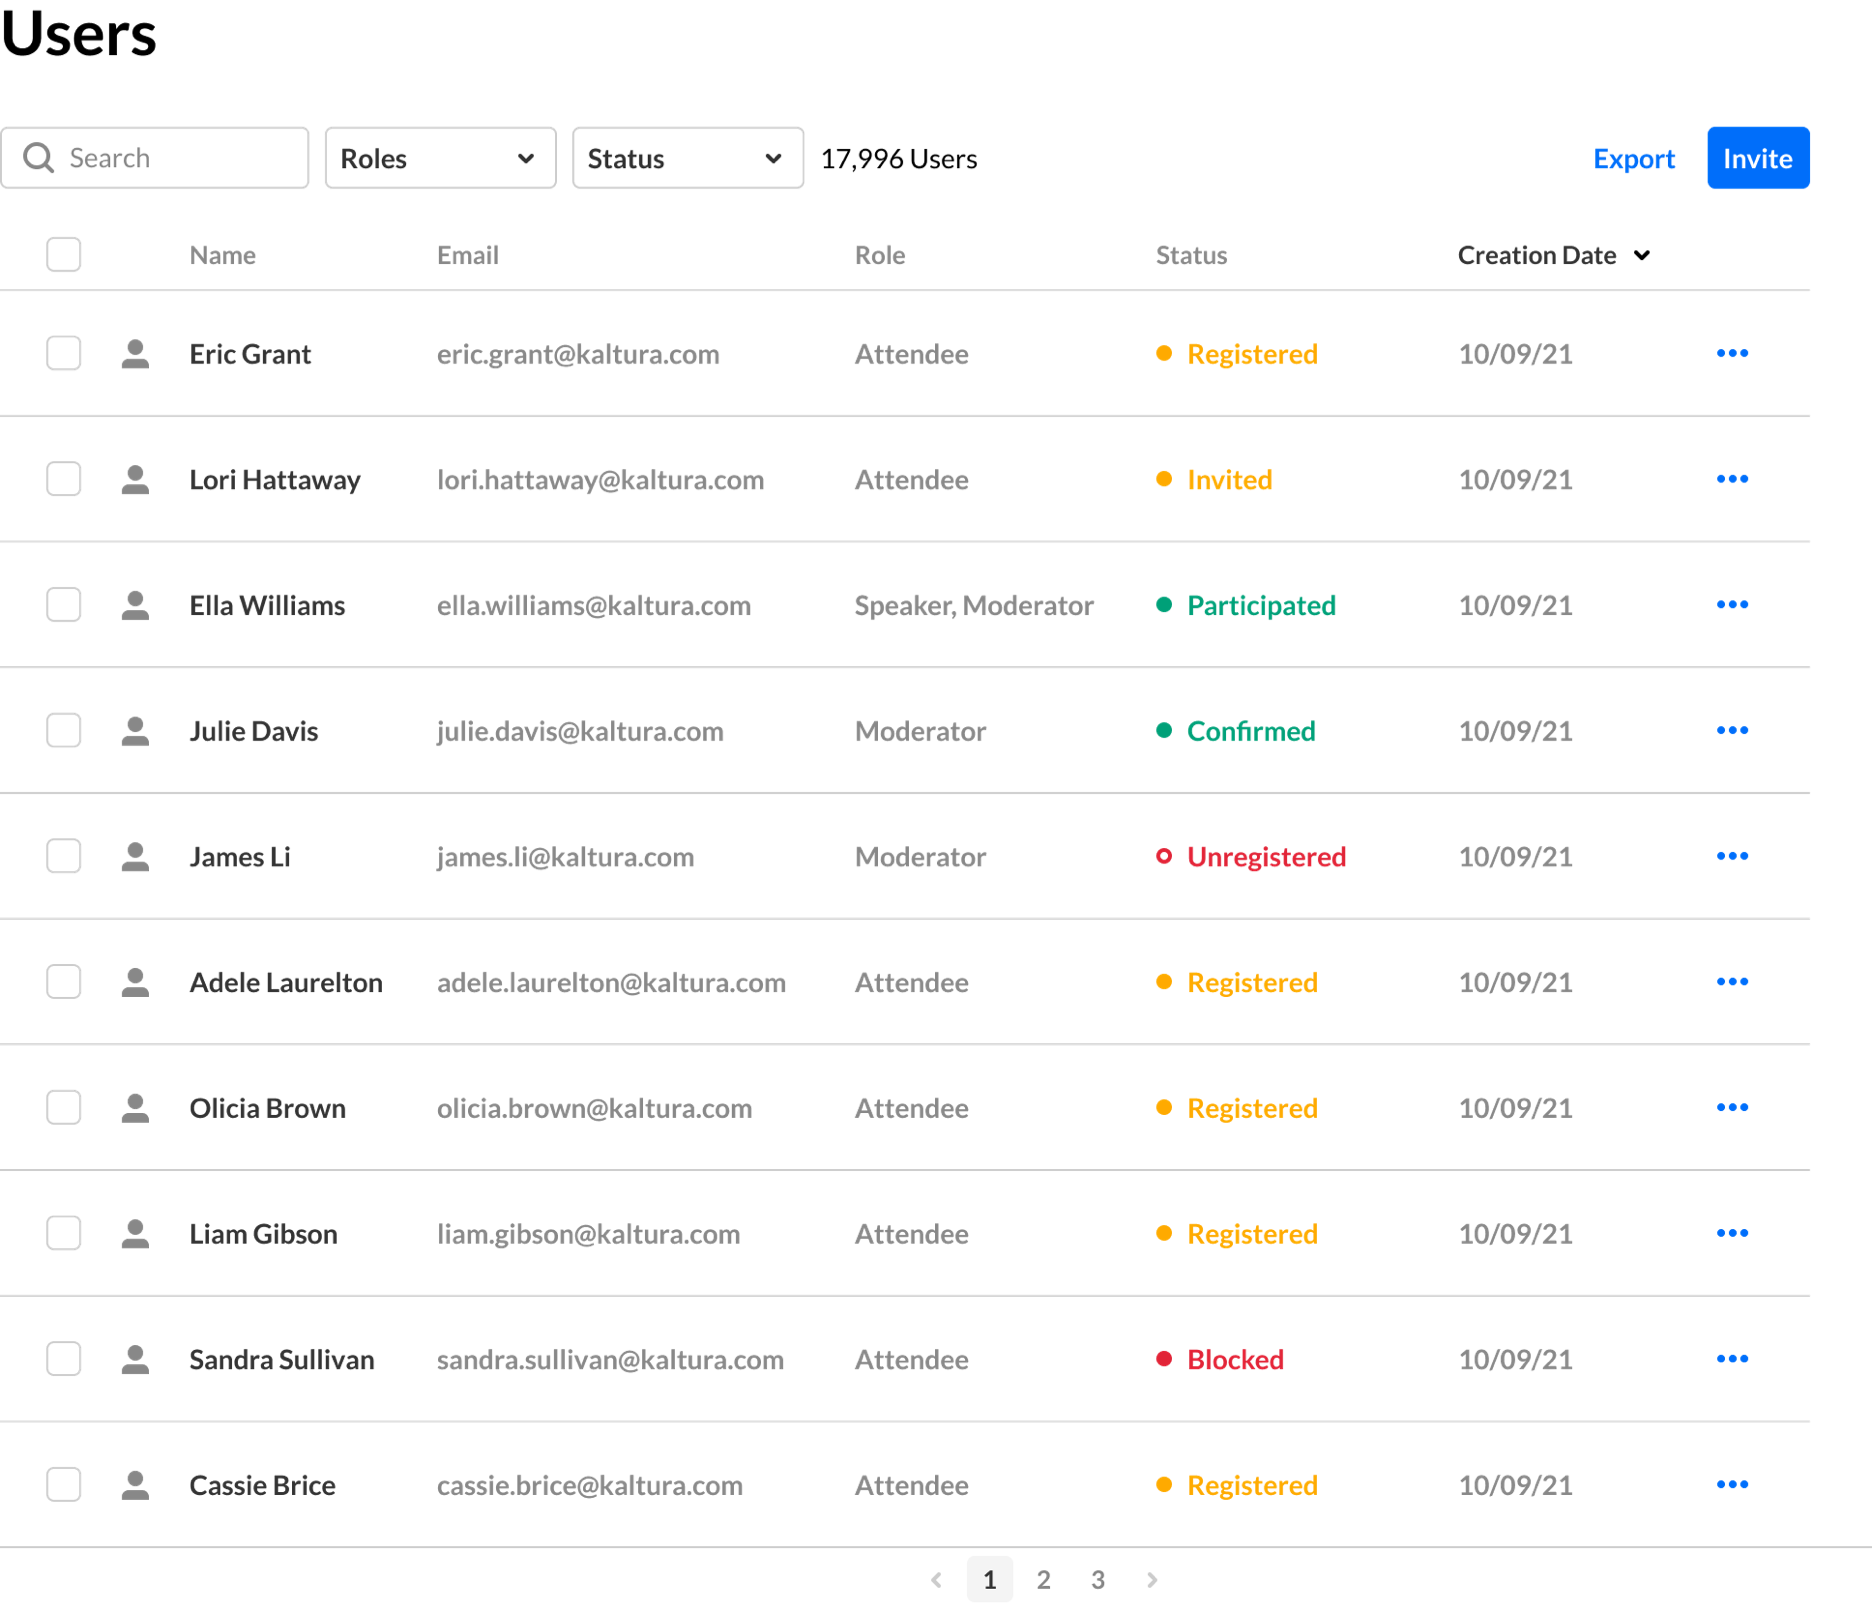 Users
Search Roles Status 17,996 Users Export Invite
Name Email Role Status Creation Date
Eric Grant eric.grant@kaltura.com Attendee Registered 10/09/21
Lori Hattaway lori.hattaway@kaltura.com Attendee Invited 10/09/21
Ella Williams ella.williams@kaltura.com Speaker, Moderator Participated 10/09/21
Julie Davis julie.davis@kaltura.com Moderator Confirmed 10/09/21
James Li james.li@kaltura.com Moderator Unregistered 10/09/21
Adele Laurelton adele.laurelton@kaltura.com Attendee Registered 10/09/21
Olicia Brown olicia.brown@kaltura.com Attendee Registered 10/09/21
Liam Gibson liam.gibson@kaltura.com Attendee Registered 10/09/21
Sandra Sullivan sandra.sullivan@kaltura.com Attendee Blocked 10/09/21
Cassie Brice cassie.brice@kaltura.com Attendee Registered 10/09/21
1 2 3